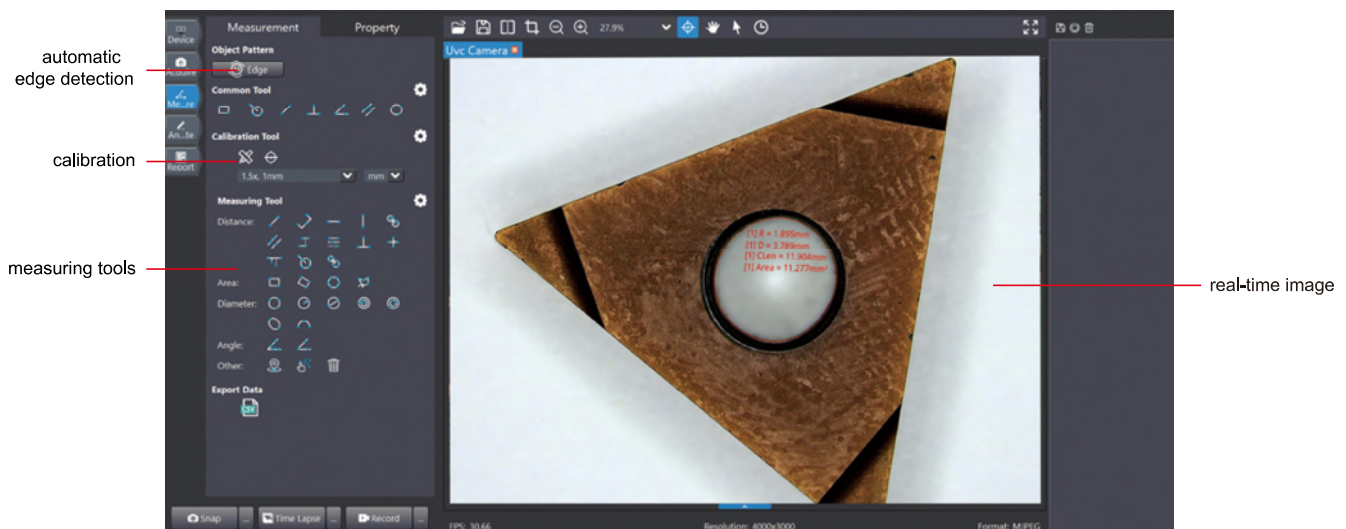 automatic
edge detection
calibration
measuring tools
real-time image
Device
Acquire
Me...re
An...te
Report
Measurement Property
Object Pattern
Edge
Common Tool
Calibration Tool
1.5x, 1mm mm
Measuring Tool
Distance:
Area:
Diameter:
Angle:
Other:
Export Data
CSV
Snap ... Time Lapse ... Record ...
27.9%
Uvc Camera
[1] R = 1.895mm
[1] D = 3.789mm
[1] CLen = 11.904mm
[1] Area = 11.277mm²
FPS: 30.66 Resolution: 4000x3000 Format: MJPEG